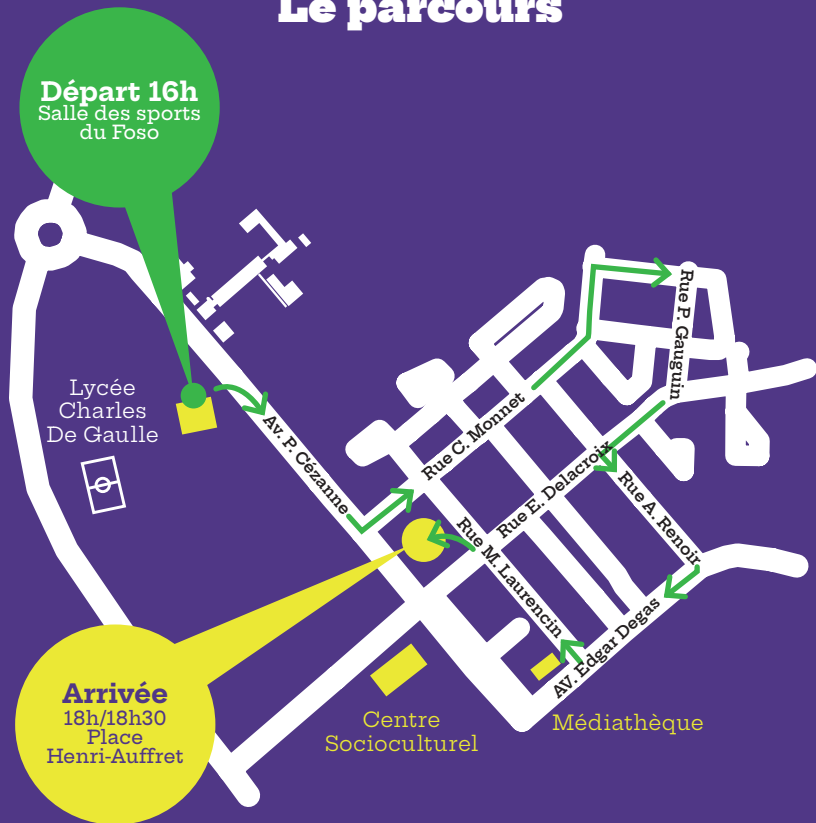 Le parcours
Départ 16h
Salle des sports
du Foso
Lycée
Charles
De Gaulle
Av. P. Cézanne
Rue C. Monnet
Rue P. Gauguin
Rue E. Delacroix
Rue A. Renoir
Rue M. Laurencin
AV. Edgar Degas
Arrivée
18h/18h30
Place
Henri-Auffret
Centre
Socioculturel
Médiathèque